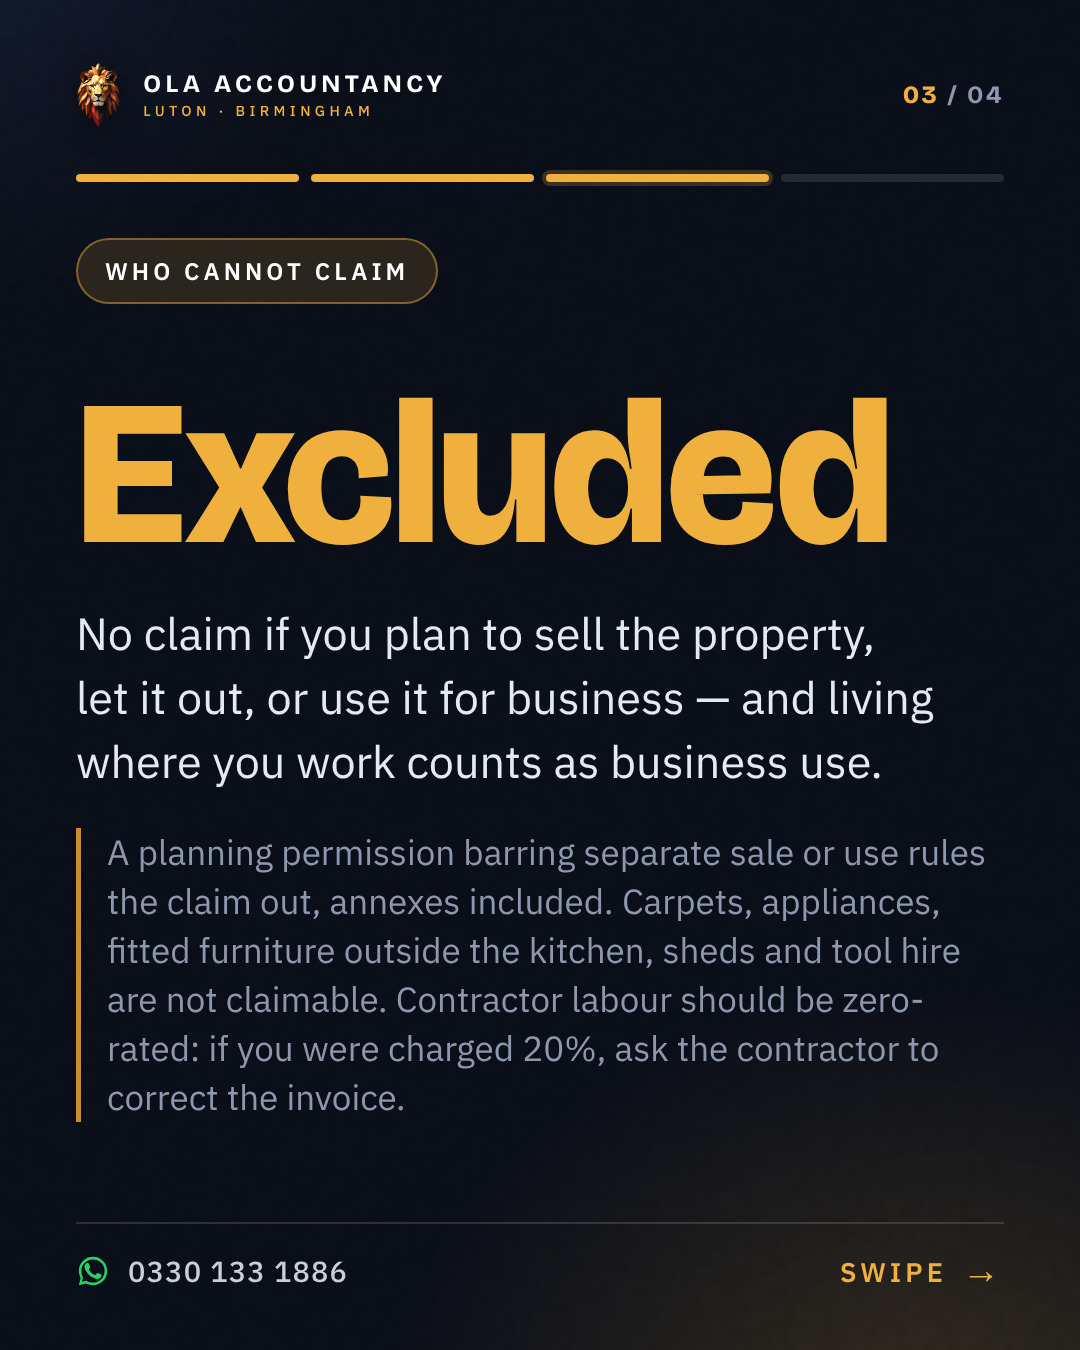 OLA ACCOUNTANCY
LUTON · BIRMINGHAM
03 / 04
WHO CANNOT CLAIM
Excluded
No claim if you plan to sell the property,
let it out, or use it for business — and living
where you work counts as business use.
A planning permission barring separate sale or use rules
the claim out, annexes included. Carpets, appliances,
fitted furniture outside the kitchen, sheds and tool hire
are not claimable. Contractor labour should be zero-
rated: if you were charged 20%, ask the contractor to
correct the invoice.
0330 133 1886
SWIPE →